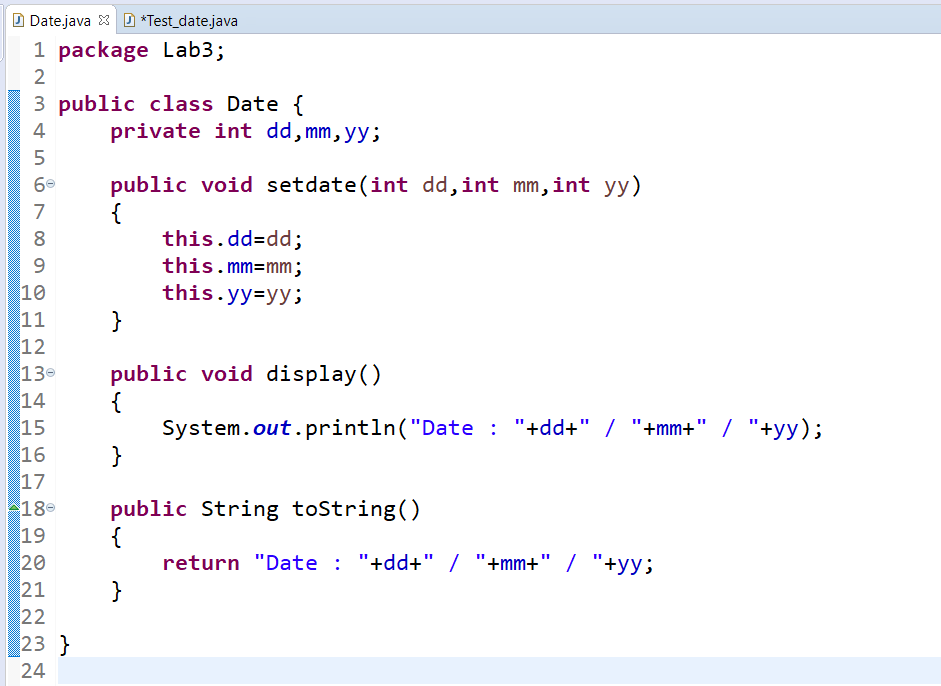 Date.java *Test_date.java
1 package Lab3;
2
3 public class Date {
4     private int dd,mm,yy;
5
6     public void setdate(int dd,int mm,int yy)
7     {
8         this.dd=dd;
9         this.mm=mm;
10         this.yy=yy;
11     }
12
13     public void display()
14     {
15         System.out.println("Date : "+dd+" / "+mm+" / "+yy);
16     }
17
18     public String toString()
19     {
20         return "Date : "+dd+" / "+mm+" / "+yy;
21     }
22
23 }
24